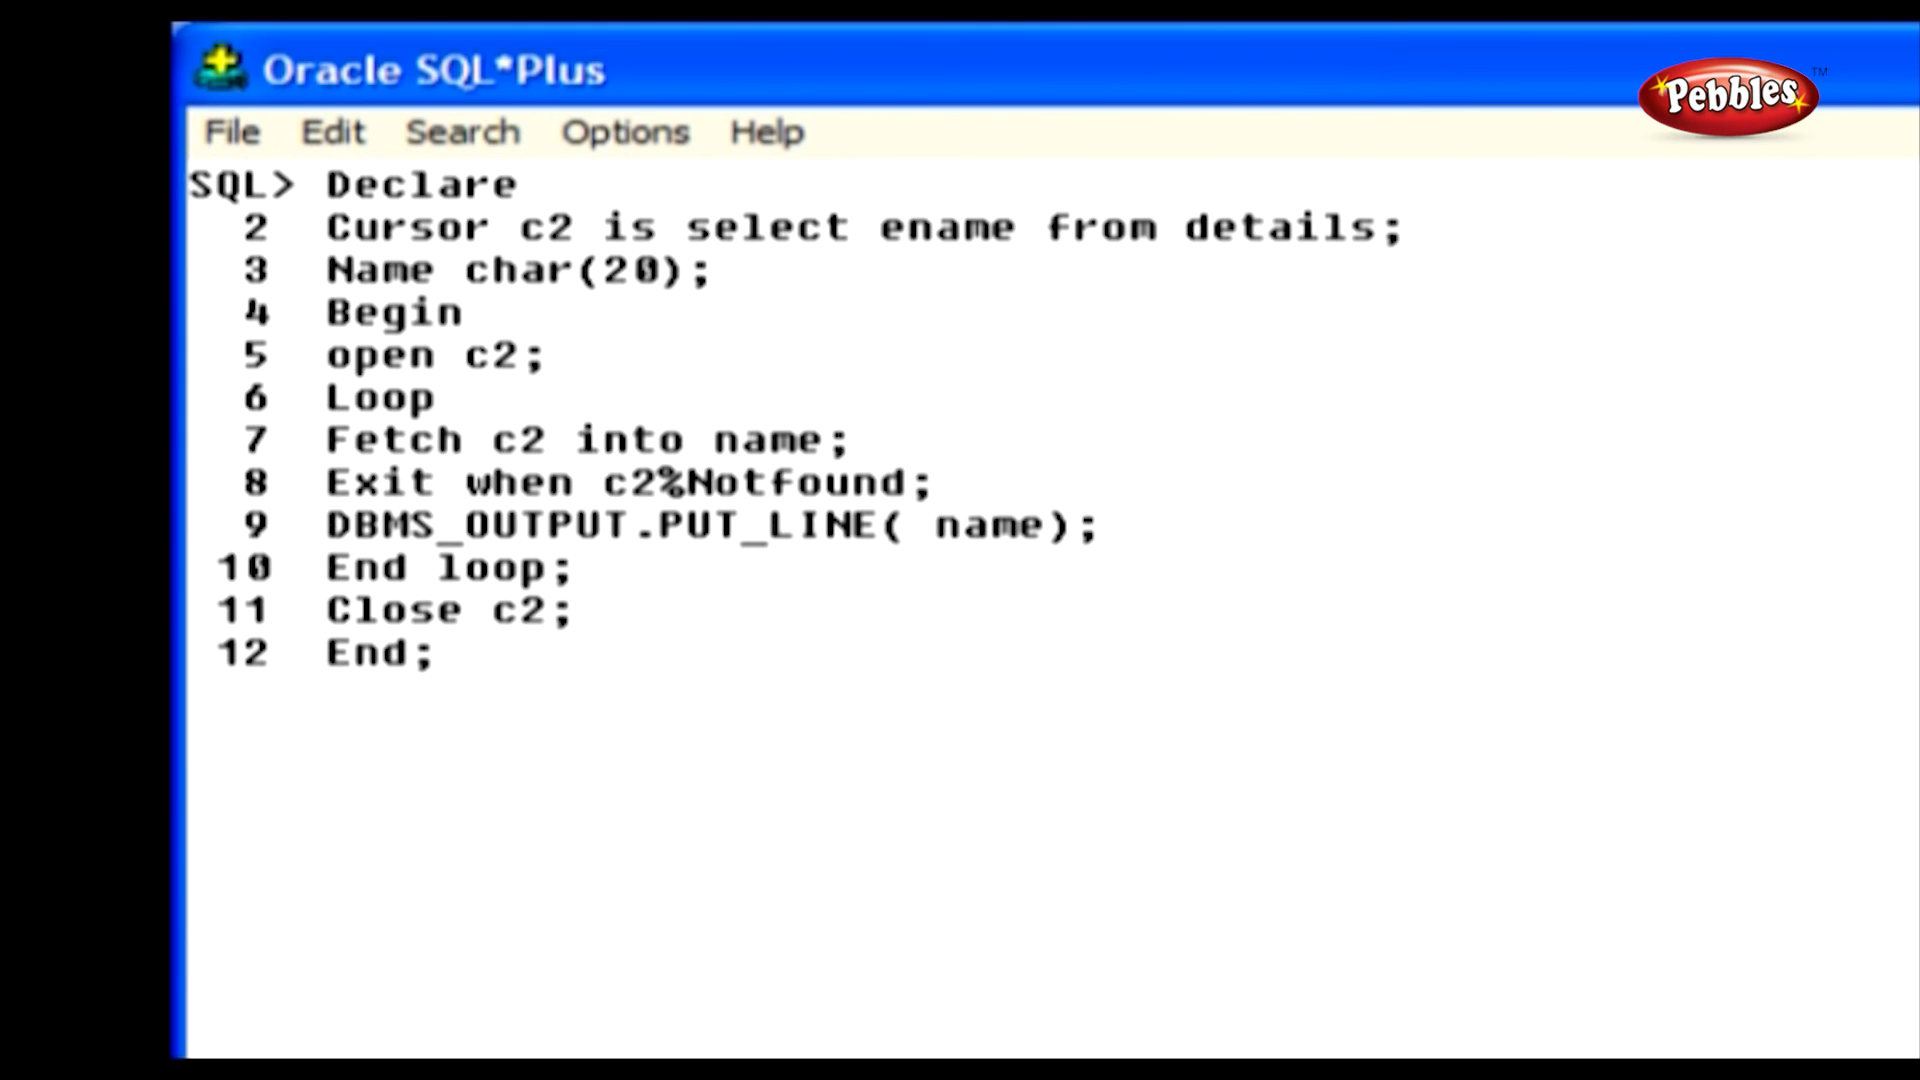 Oracle SQL*Plus
Pebbles™
File Edit Search Options Help
SQL> Declare
2 Cursor c2 is select ename from details;
3 Name char(20);
4 Begin
5 open c2;
6 Loop
7 Fetch c2 into name;
8 Exit when c2%Notfound;
9 DBMS_OUTPUT.PUT_LINE( name);
10 End loop;
11 Close c2;
12 End;